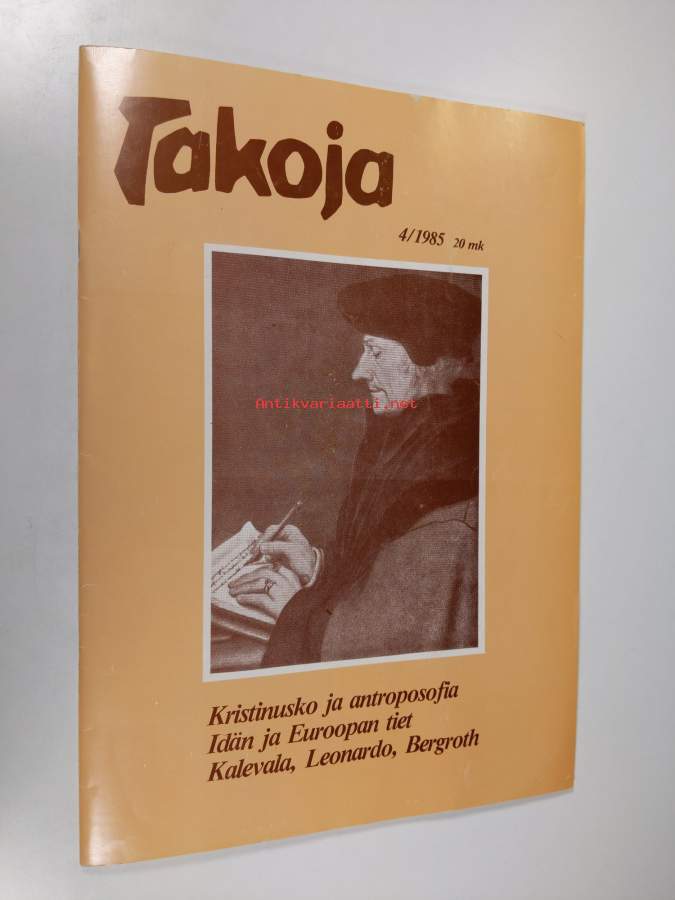 Takoja
4/1985 20 mk
Antikvariaatti.net
Kristinusko ja antroposofia
Idän ja Euroopan tiet
Kalevala, Leonardo, Bergroth